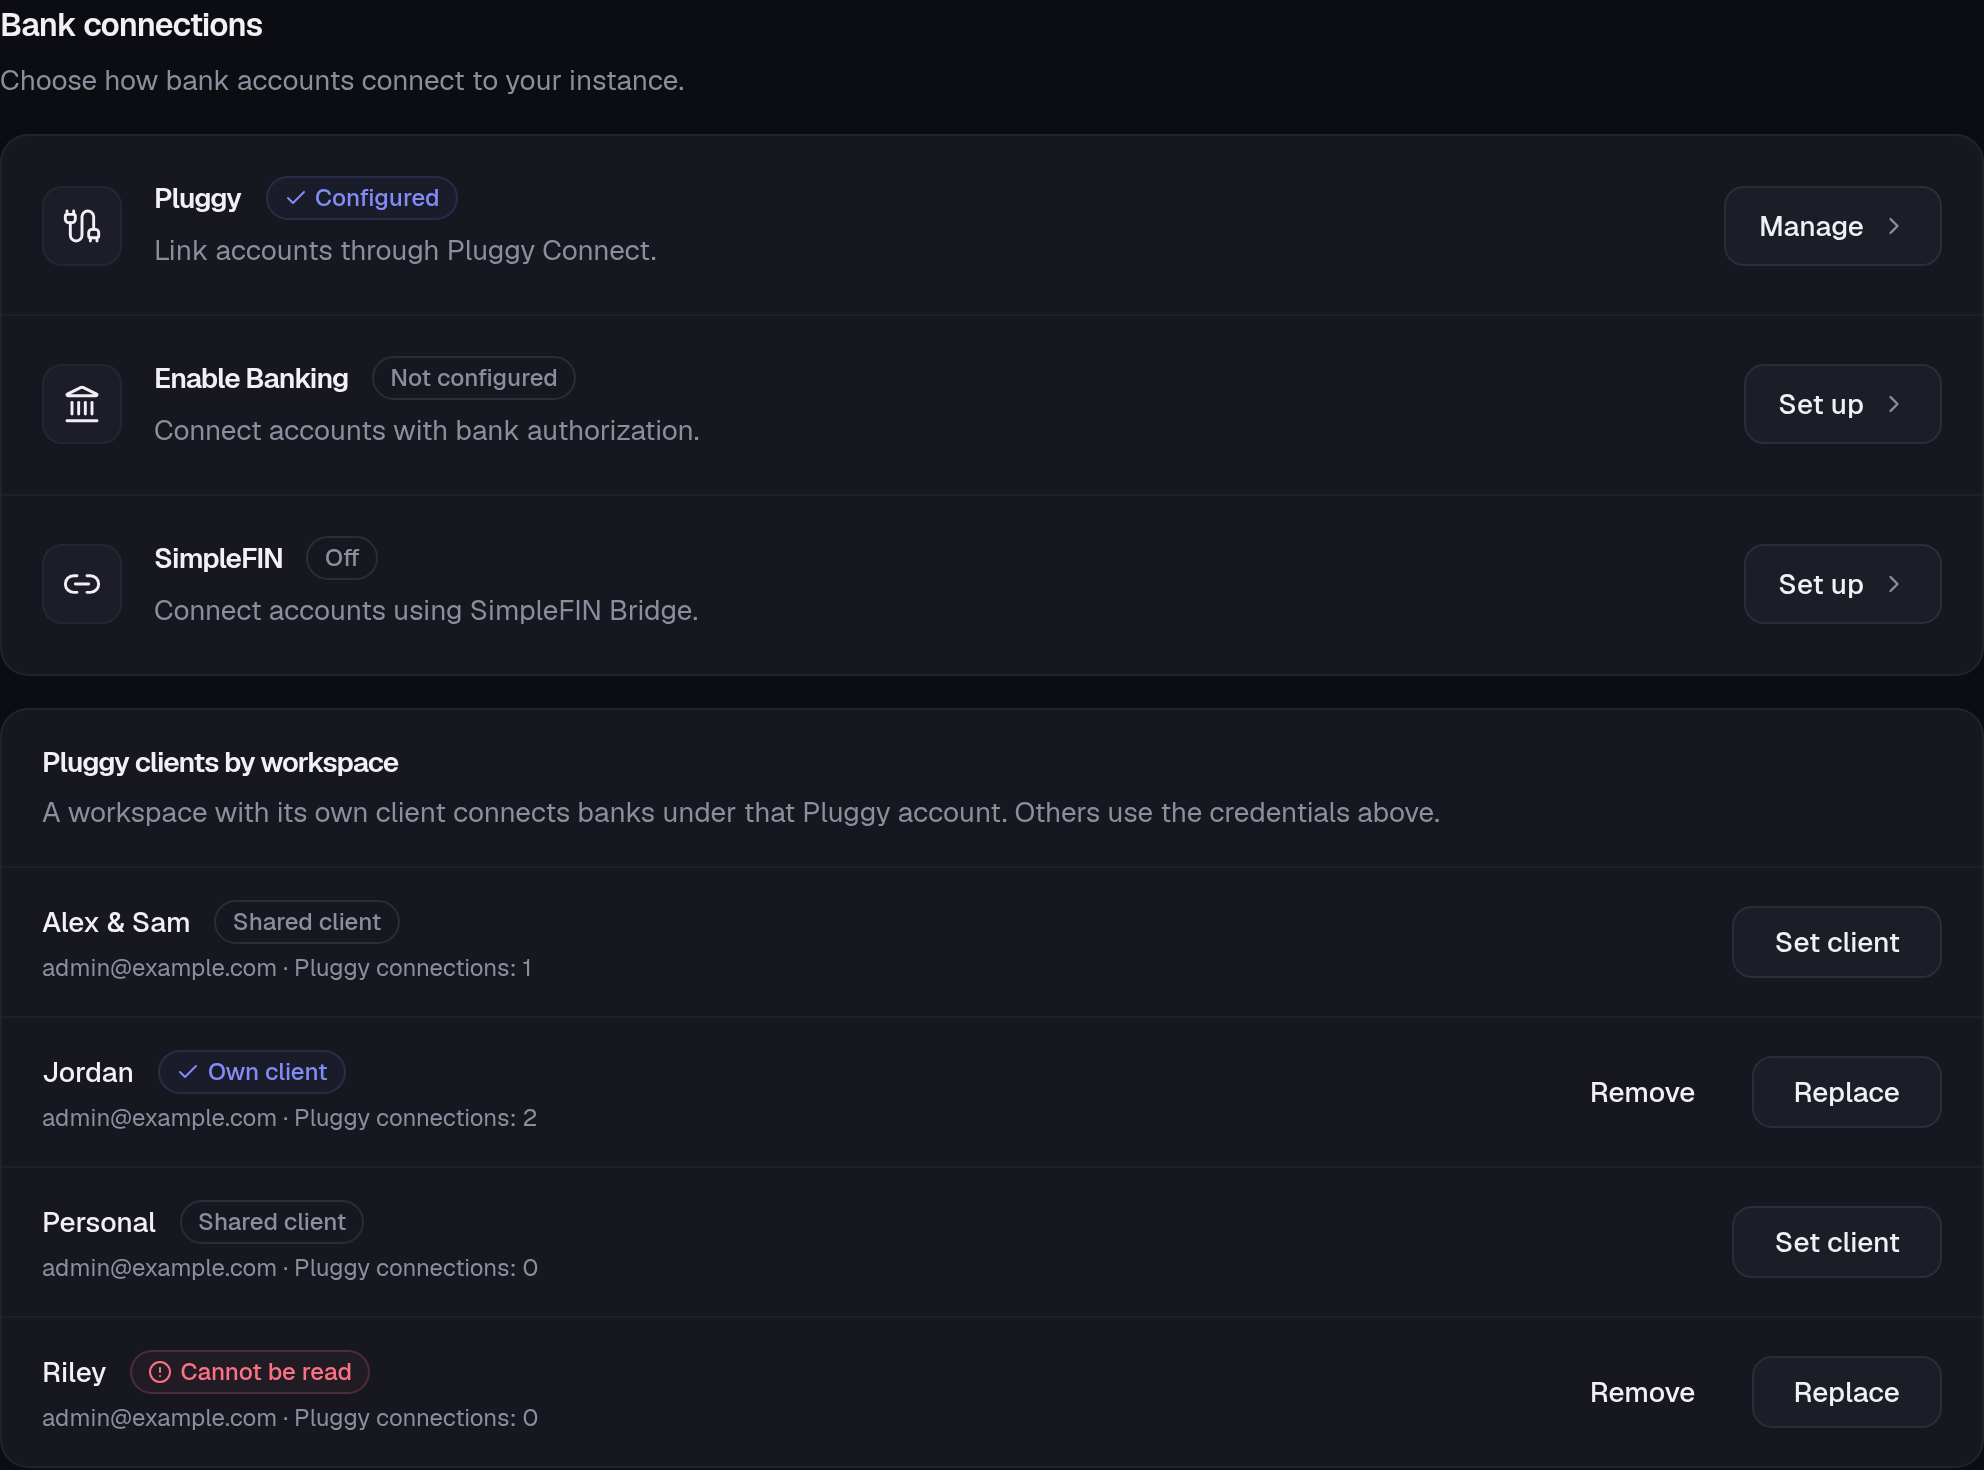 Bank connections
Choose how bank accounts connect to your instance.
Pluggy Configured
Link accounts through Pluggy Connect.
Manage
Enable Banking Not configured
Connect accounts with bank authorization.
Set up
SimpleFIN Off
Connect accounts using SimpleFIN Bridge.
Set up
Pluggy clients by workspace
A workspace with its own client connects banks under that Pluggy account. Others use the credentials above.
Alex & Sam Shared client
admin@example.com · Pluggy connections: 1
Set client
Jordan Own client
admin@example.com · Pluggy connections: 2
Remove Replace
Personal Shared client
admin@example.com · Pluggy connections: 0
Set client
Riley Cannot be read
admin@example.com · Pluggy connections: 0
Remove Replace